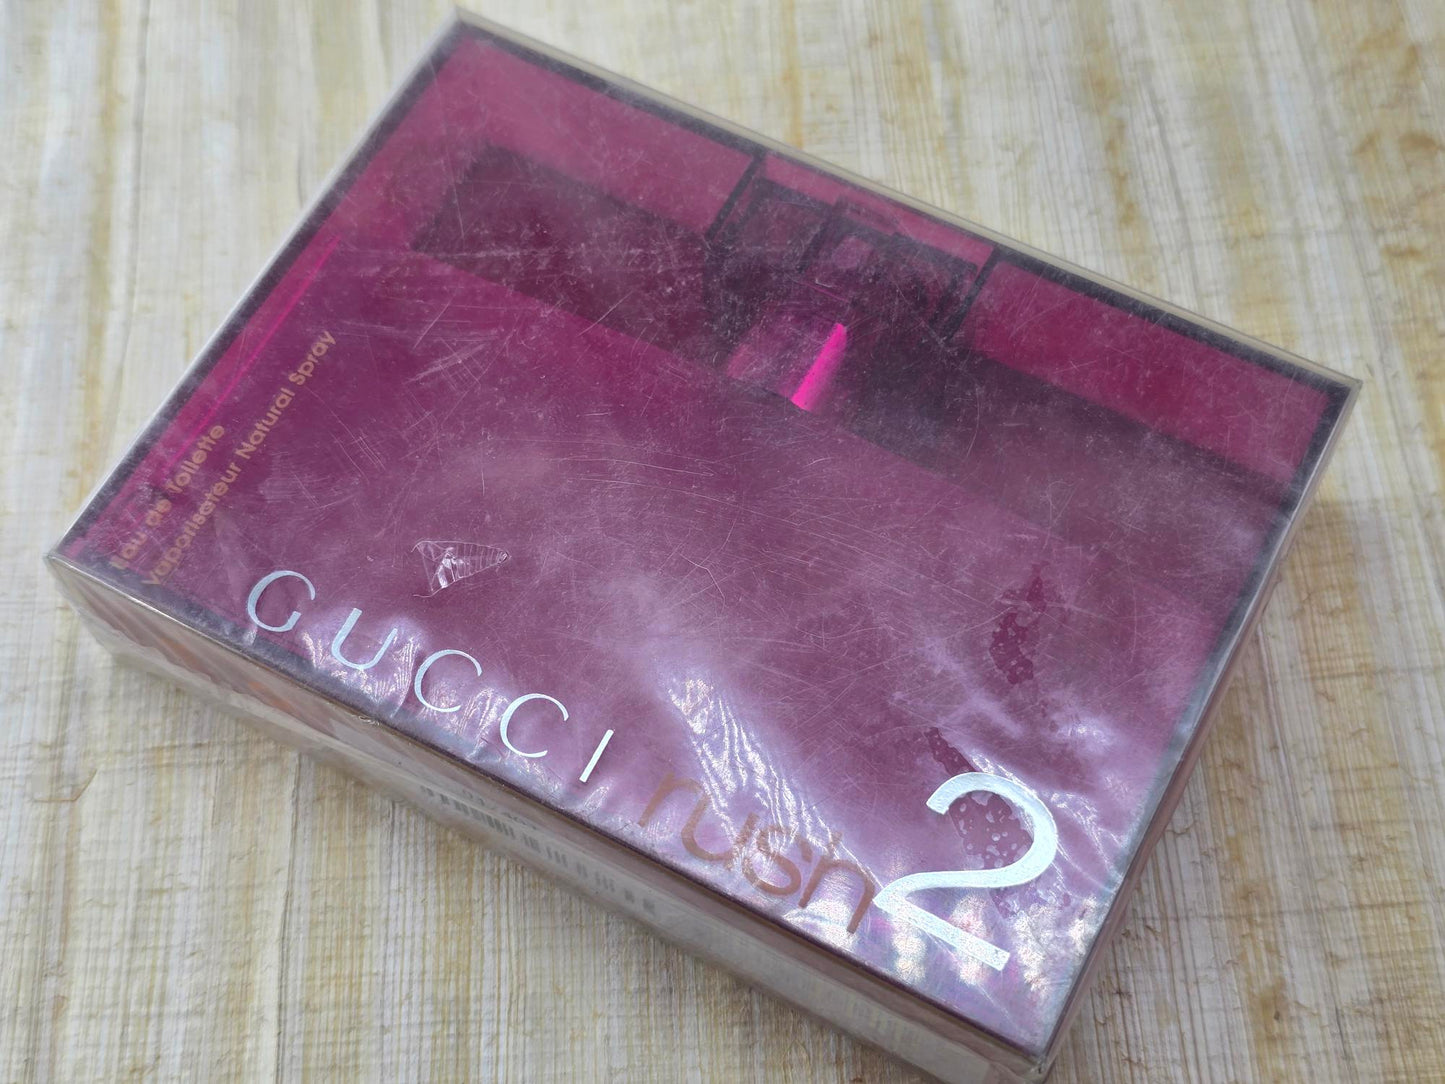 Eau de Toilette
Vaporisateur Natural Spray
GUCCI rush 2